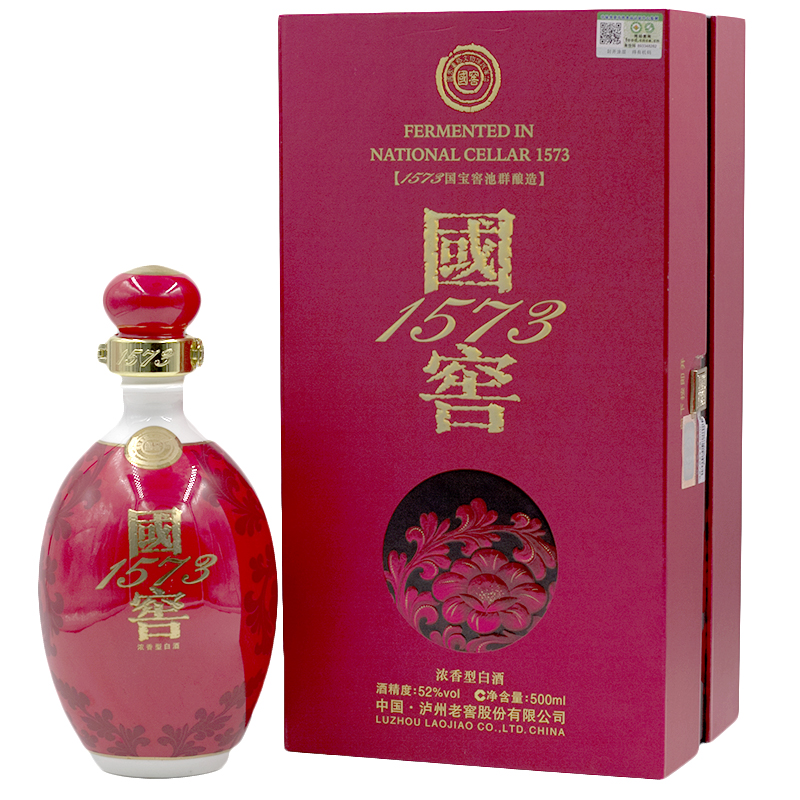 國窖
FERMENTED IN
NATIONAL CELLAR 1573
【1573国宝窖池群酿造】
國
1573
窖
浓香型白酒
酒精度:52%vol
净含量:500ml
中国·泸州老窖股份有限公司
LUZHOU LAOJIAO CO.,LTD.CHINA
1573
國
1573
窖
浓香型白酒